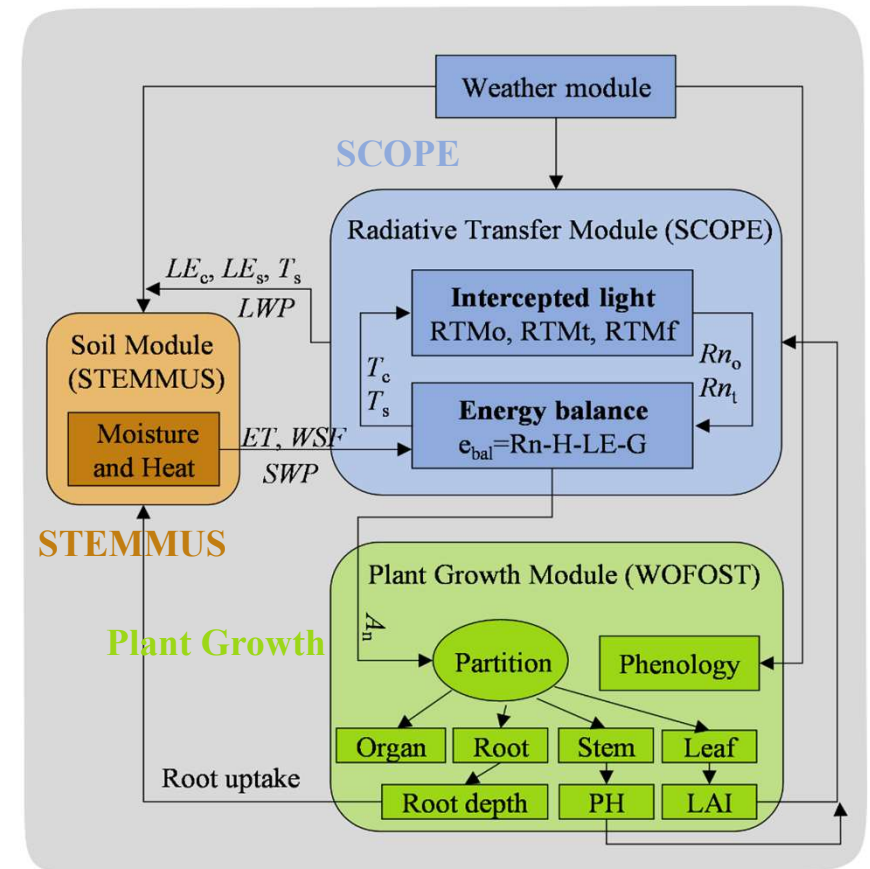 Weather module
SCOPE
Radiative Transfer Module (SCOPE)
LEc, LEs, Ts
LWP
Intercepted light
RTMo, RTMt, RTMf
Tc
Ts
Rno
Rnt
Energy balance
ebal=Rn-H-LE-G
Soil Module
(STEMMUS)
Moisture
and Heat
ET, WSF
SWP
STEMMUS
Plant Growth Module (WOFOST)
An
Plant Growth
Partition
Phenology
Organ
Root
Stem
Leaf
Root uptake
Root depth
PH
LAI